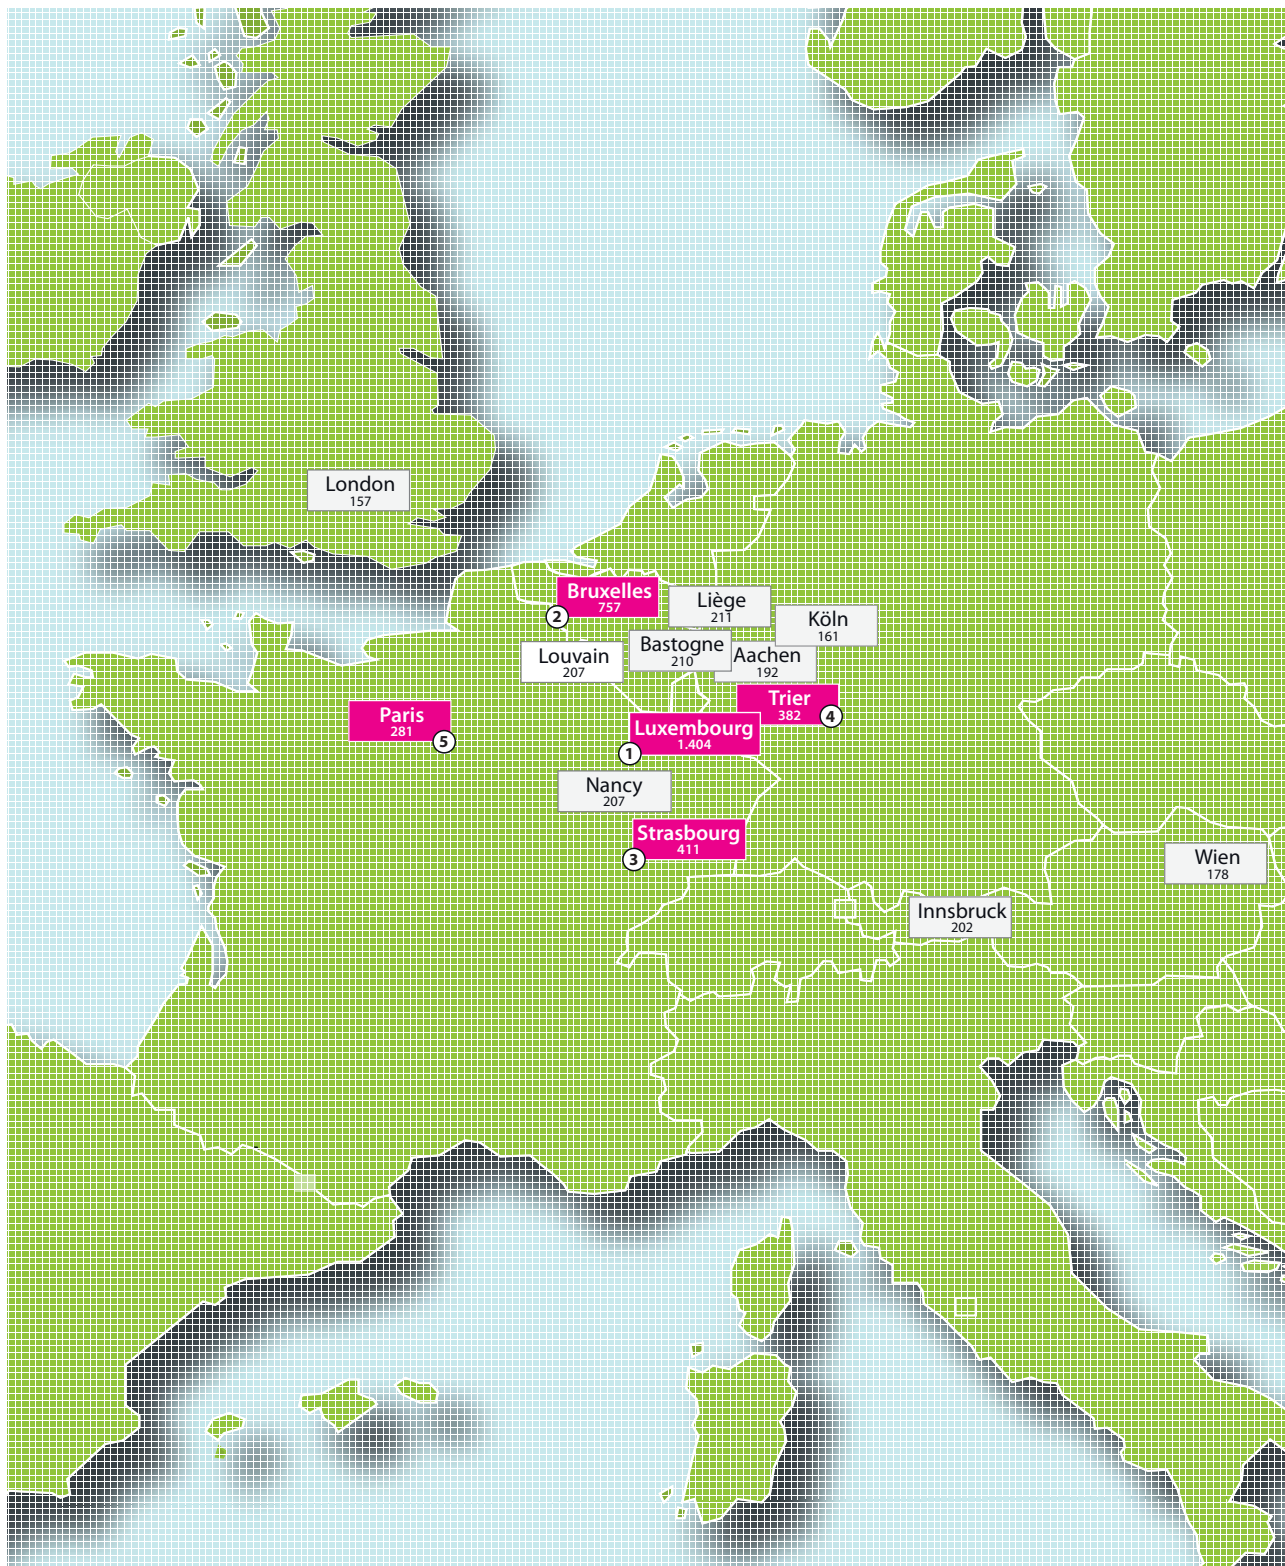 London
157
Bruxelles
757
2
Liège
211
Köln
161
Bastogne
210
Louvain
207
Aachen
192
Trier
382
4
Paris
281
5
Luxembourg
1.404
1
Nancy
207
Strasbourg
411
3
Wien
178
Innsbruck
202